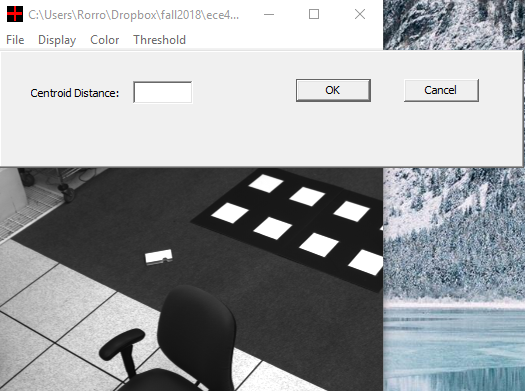 C:\Users\Rorro\Dropbox\fall2018\ece4...
File Display Color Threshold
Centroid Distance: OK Cancel